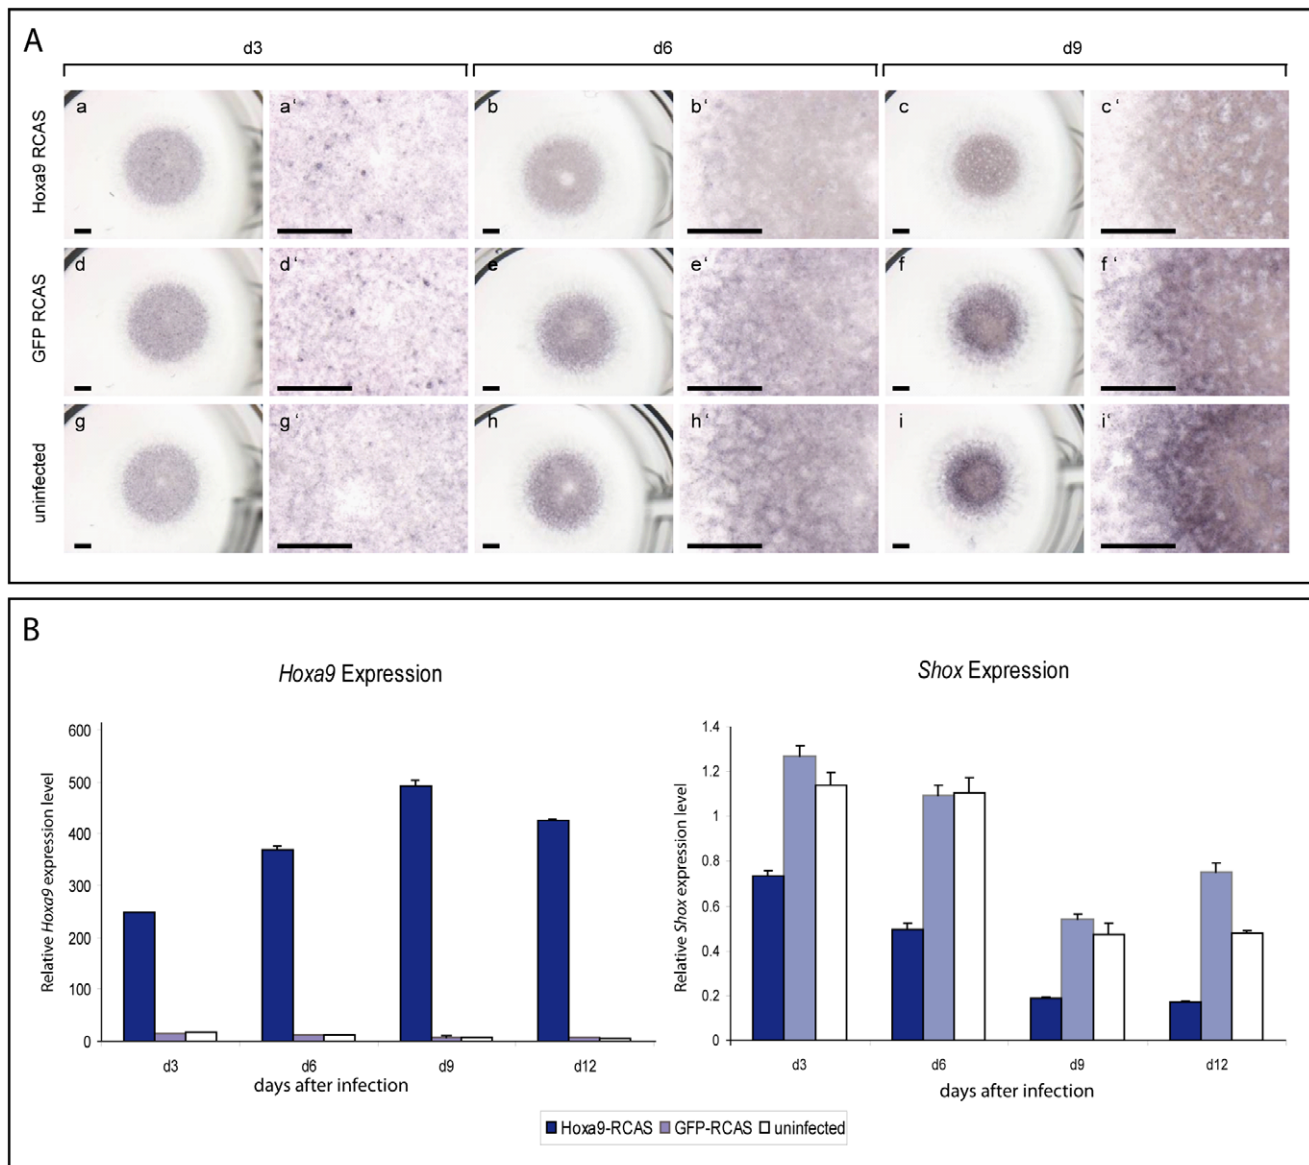 A
d3 d6 d9
Hoxa9 RCAS
a a' b b' c c'
GFP RCAS
d d' e e' f f'
uninfected
g g' h h' i i'
B
Hoxa9 Expression
Relative Hoxa9 expression level
600
500
400
300
200
100
0
d3 d6 d9 d12
days after infection
Shox Expression
Relative Shox expression level
1.4
1.2
1
0.8
0.6
0.4
0.2
0
d3 d6 d9 d12
days after infection
Hoxa9-RCAS GFP-RCAS uninfected